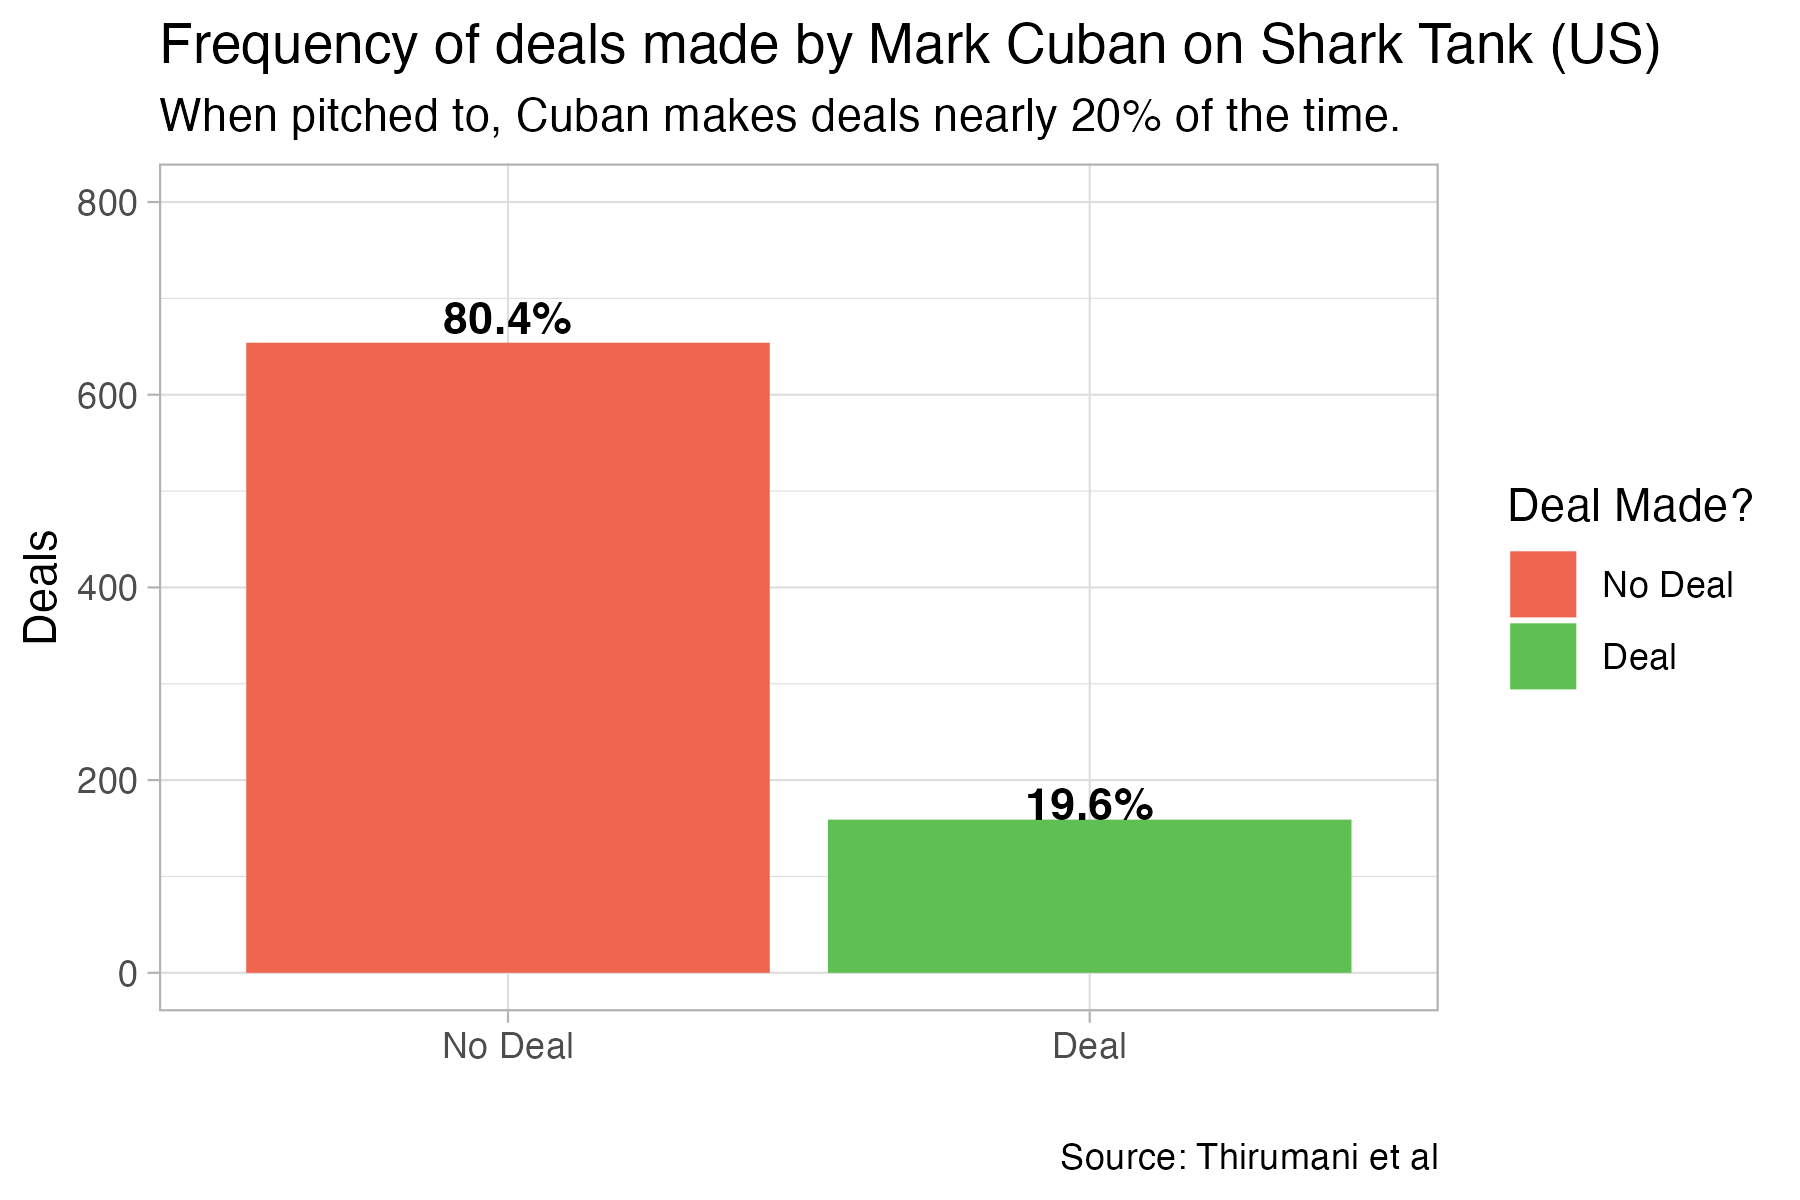 Frequency of deals made by Mark Cuban on Shark Tank (US)
When pitched to, Cuban makes deals nearly 20% of the time.
800
600
400
200
0
Deals
80.4%
19.6%
No Deal
Deal
Deal Made?
No Deal
Deal
Source: Thirumani et al